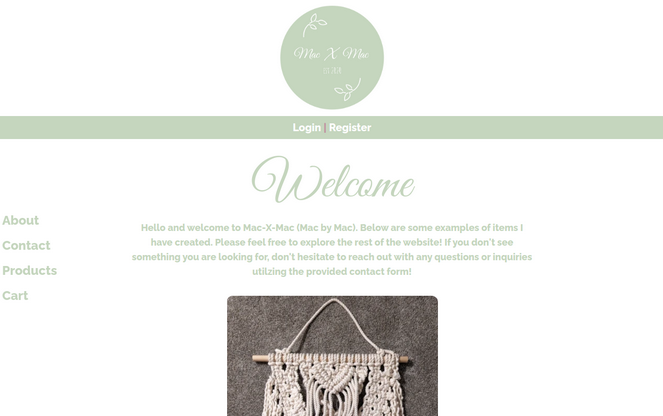 Mac X Mac
Login | Register
Welcome
About
Contact
Products
Cart
Hello and welcome to Mac-X-Mac (Mac by Mac). Below are some examples of items I
have created. Please feel free to explore the rest of the website! If you don't see
something you are looking for, don't hesitate to reach out with any questions or inquiries
utilzing the provided contact form!